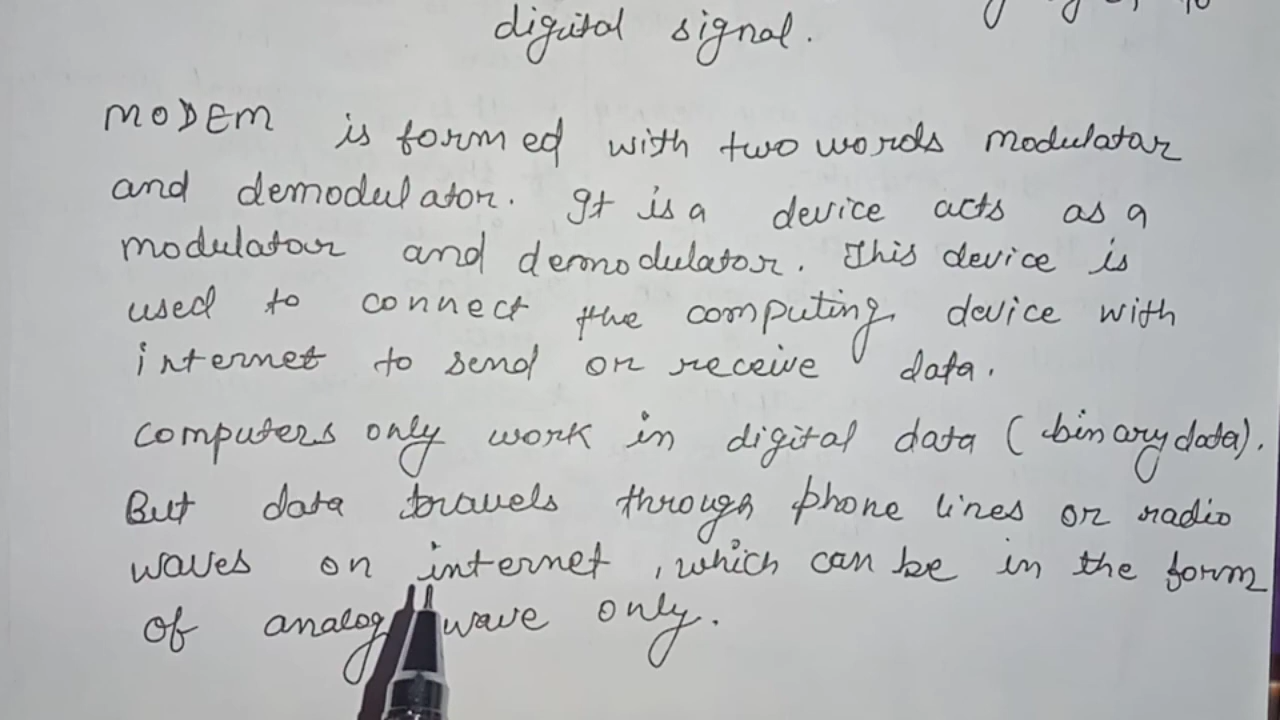 digital signal.
MODEM is formed with two words modulator
and demodulator. It is a device acts as a
modulator and demodulator. This device is
used to connect the computing device with
internet to send or receive data.
Computers only work in digital data (binary data).
But data travels through phone lines or radio
waves on internet, which can be in the form
of analog wave only.